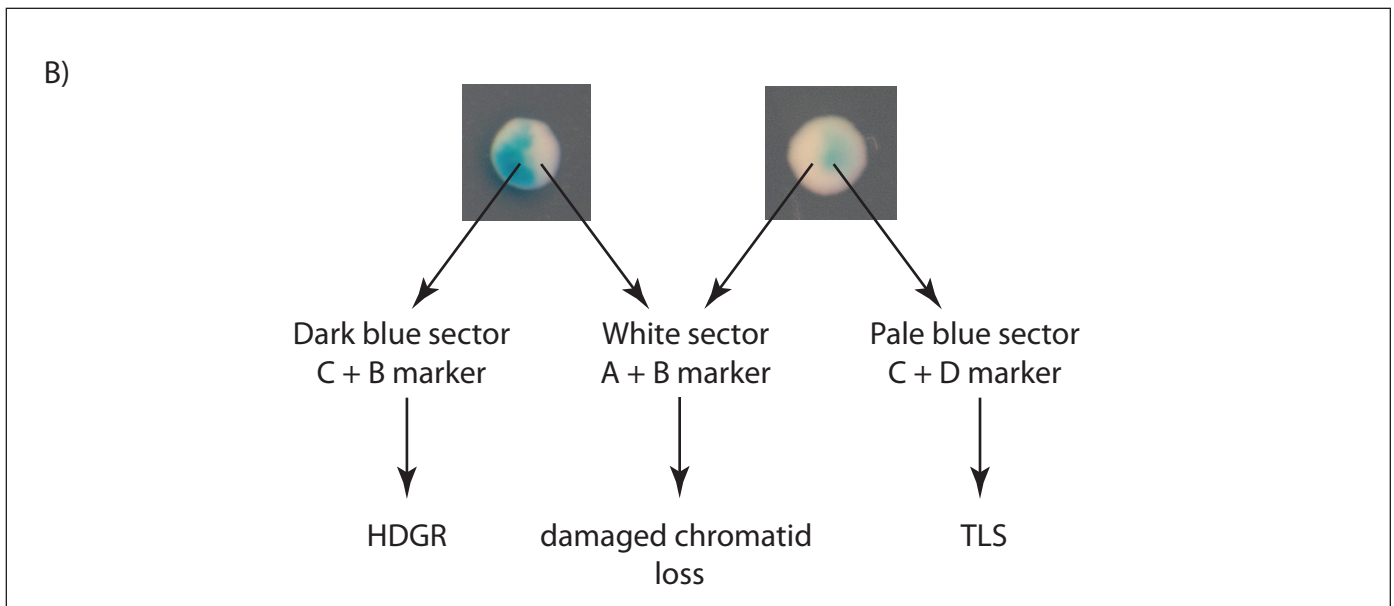 B)
Dark blue sector
C + B marker
White sector
A + B marker
Pale blue sector
C + D marker
HDGR
damaged chromatid
loss
TLS